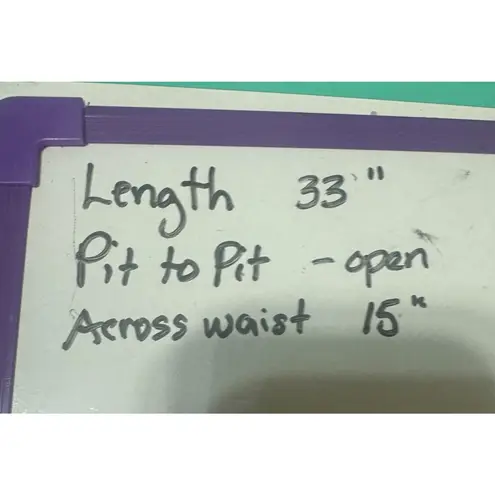 Length 33"
Pit to Pit - open
Across waist 15"